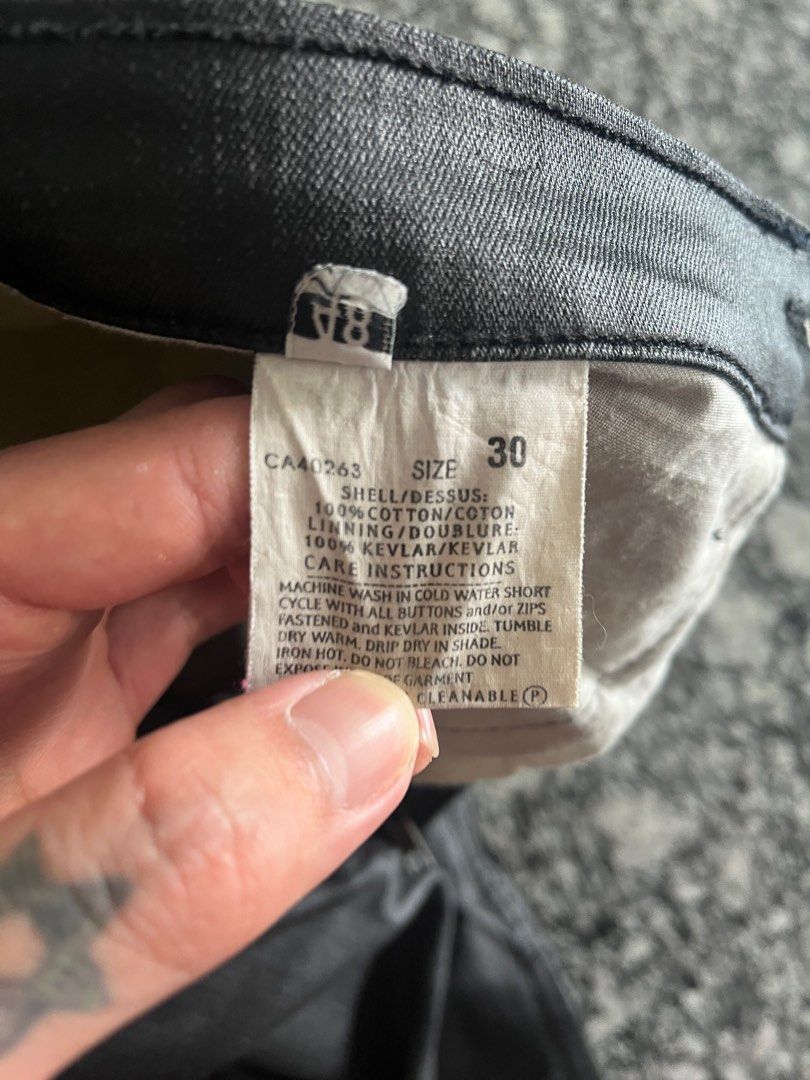 CA40263 SIZE 30
SHELL/DESSUS:
100% COTTON/COTON
LINNING/DOUBLURE:
100% KEVLAR/KEVLAR
CARE INSTRUCTIONS
MACHINE WASH IN COLD WATER SHORT
CYCLE WITH ALL BUTTONS and/or ZIPS
FASTENED and KEVLAR INSIDE. TUMBLE
DRY WARM. DRIP DRY IN SHADE.
IRON HOT. DO NOT BLEACH. DO NOT
OF GARMENT
CLEANABLE Ⓟ